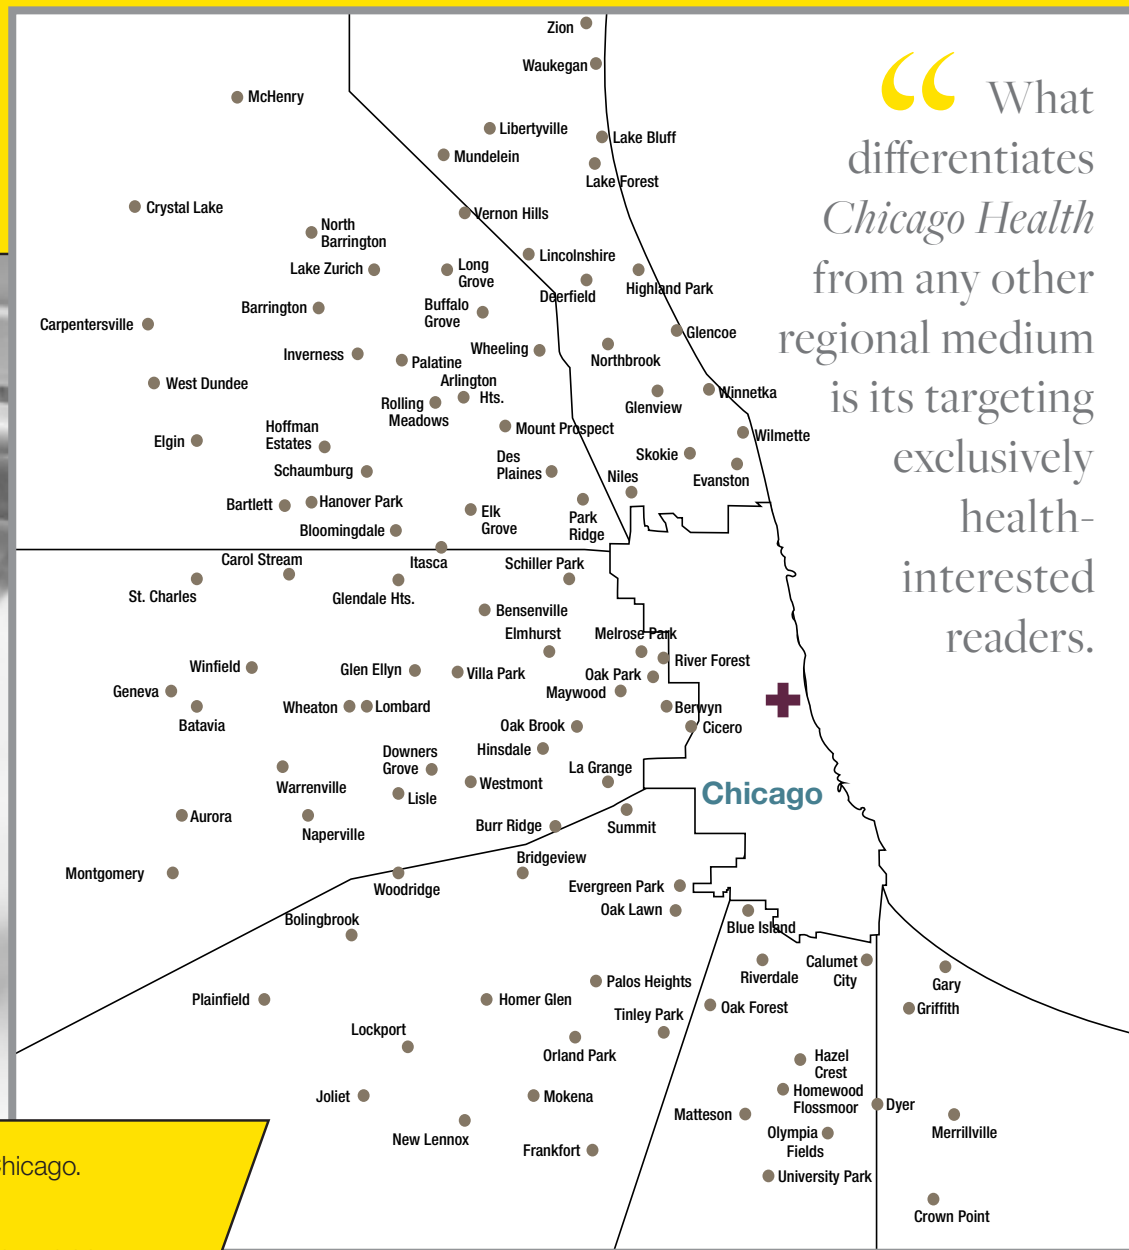 Zion
Waukegan
McHenry
Libertyville
Lake Bluff
Mundelein
Lake Forest
Crystal Lake
Vernon Hills
North
Barrington
Lincolnshire
Lake Zurich
Long
Grove
Deerfield
Highland Park
Barrington
Buffalo
Grove
Carpentersville
Glencoe
Inverness
Palatine
Wheeling
Northbrook
West Dundee
Arlington
Hts.
Rolling
Meadows
Glenview
Winnetka
Hoffman
Estates
Mount Prospect
Wilmette
Elgin
Schaumburg
Des
Plaines
Skokie
Evanston
Niles
Bartlett
Hanover Park
Elk
Grove
Park
Ridge
Bloomingdale
Itasca
Carol Stream
Schiller Park
St. Charles
Glendale Hts.
Bensenville
Elmhurst
Melrose Park
Winfield
Glen Ellyn
Villa Park
River Forest
Oak Park
Geneva
Maywood
Batavia
Wheaton
Lombard
Berwyn
Oak Brook
Cicero
Downers
Grove
Hinsdale
La Grange
Warrenville
Westmont
Lisle
Chicago
Aurora
Naperville
Burr Ridge
Summit
Montgomery
Woodridge
Bridgeview
Evergreen Park
Oak Lawn
Bolingbrook
Blue Island
Riverdale
Calumet
City
Gary
Plainfield
Homer Glen
Palos Heights
Oak Forest
Griffith
Tinley Park
Lockport
Orland Park
Hazel
Crest
Joliet
Mokena
Homewood
Flossmoor
Dyer
Matteson
Merrillville
New Lennox
Olympia
Fields
Frankfort
University Park
Crown Point
“ What
differentiates
Chicago Health
from any other
regional medium
is its targeting
exclusively
health-
interested
readers.
Chicago.